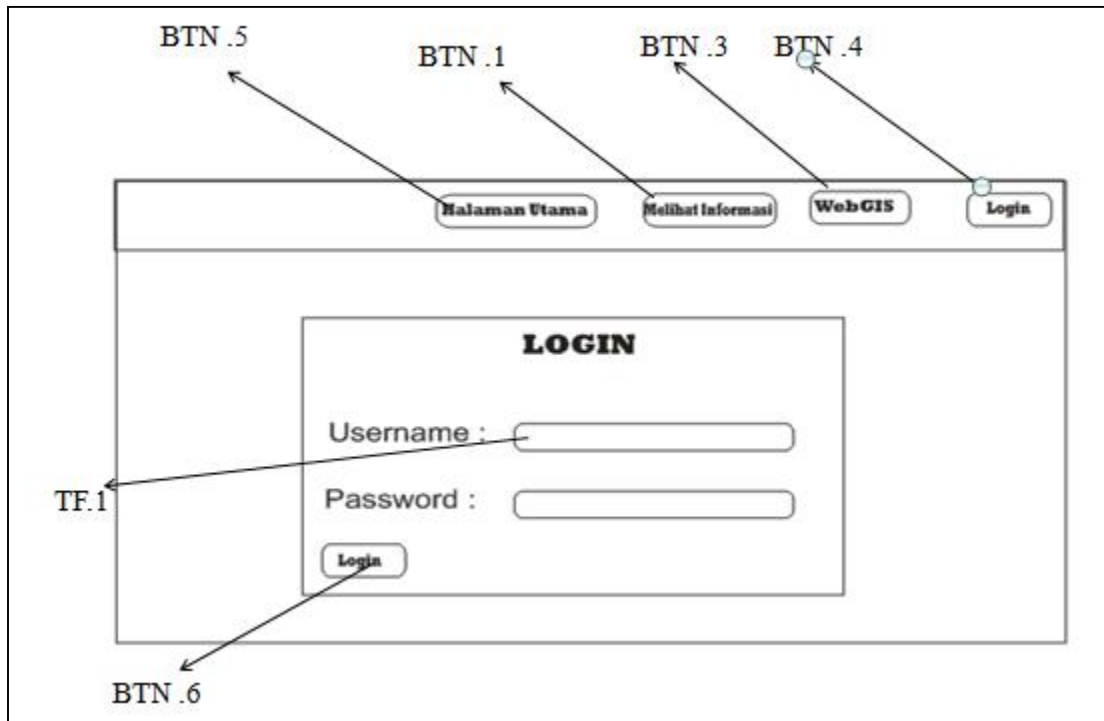 BTN .5
BTN .1
BTN .3
BTN .4
Halaman Utama
Melihat Informasi
WebGIS
Login
LOGIN
Username :
TF.1
Password :
Login
BTN .6